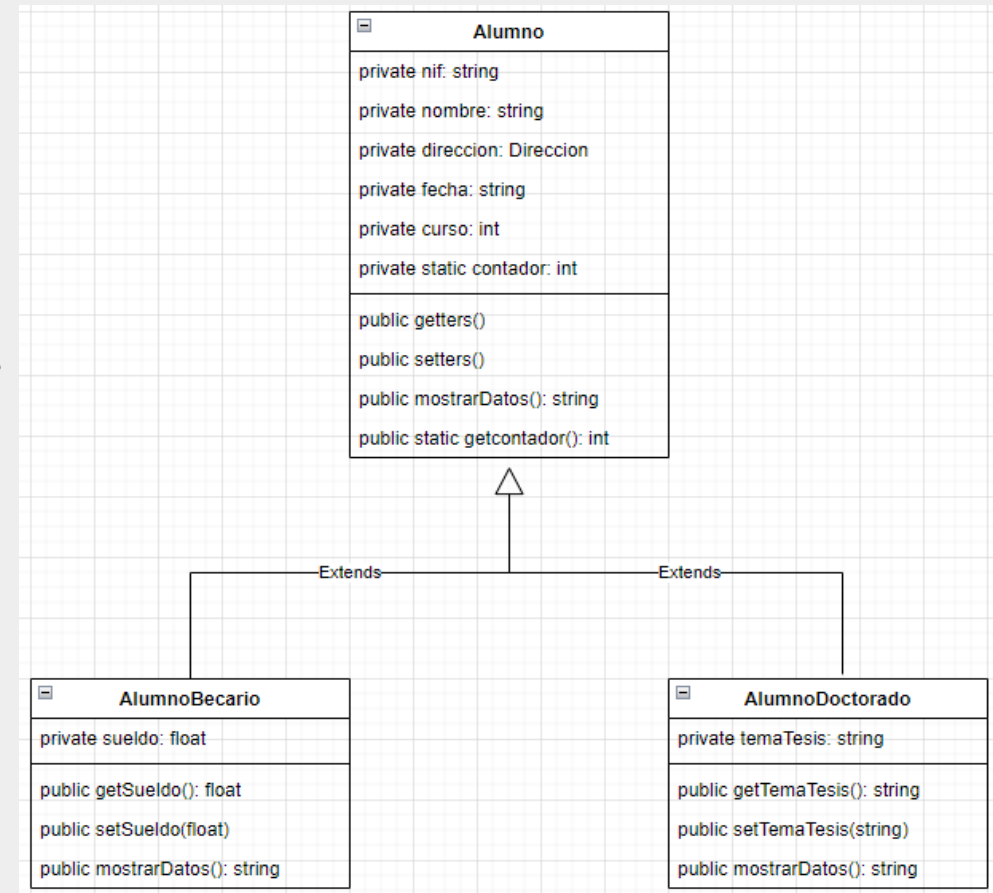 Alumno
private nif: string
private nombre: string
private direccion: Direccion
private fecha: string
private curso: int
private static contador: int
public getters()
public setters()
public mostrarDatos(): string
public static getcontador(): int
Extends
Extends
AlumnoBecario
private sueldo: float
public getSueldo(): float
public setSueldo(float)
public mostrarDatos(): string
AlumnoDoctorado
private temaTesis: string
public getTemaTesis(): string
public setTemaTesis(string)
public mostrarDatos(): string